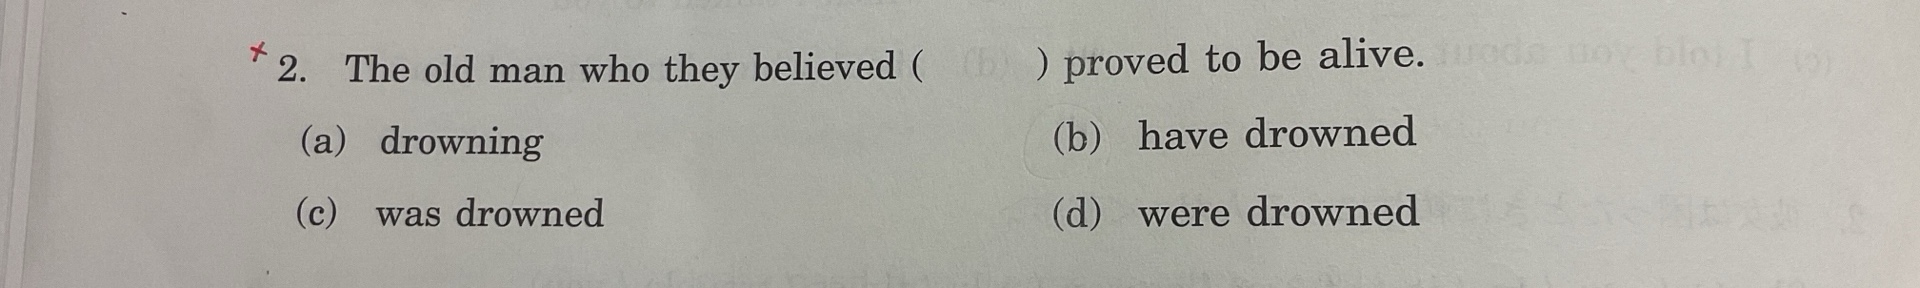 2. The old man who they believed ( ) proved to be alive.
(a) drowning (b) have drowned
(c) was drowned (d) were drowned